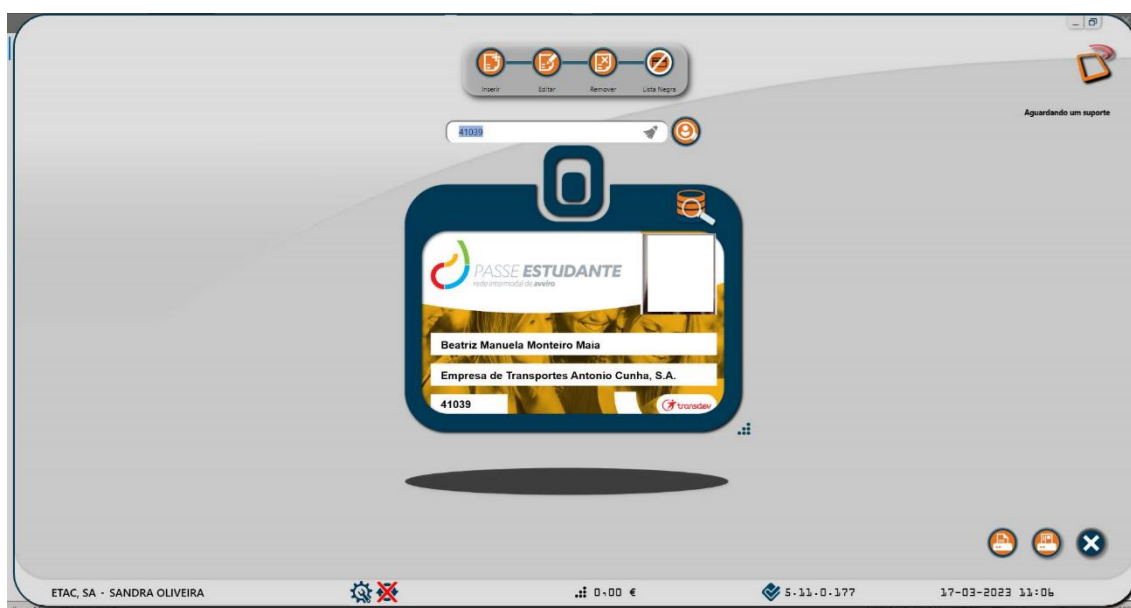 Inserir Editar Remover Lista Negra
Aguardando um suporte
41039
PASSE ESTUDANTE
rede intermodal de aveiro
Beatriz Manuela Monteiro Maia
Empresa de Transportes Antonio Cunha, S.A.
41039
transdev
ETAC, SA - SANDRA OLIVEIRA 0,00 € 5.11.0.177 17-03-2023 11:06